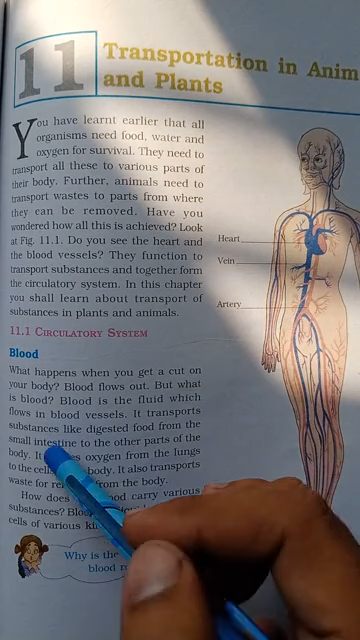 11
Transportation in Anim
and Plants
You have learnt earlier that all
organisms need food, water and
oxygen for survival. They need to
transport all these to various parts of
their body. Further, animals need to
transport wastes to parts from where
they can be removed. Have you
wondered how all this is achieved? Look
at Fig. 11.1. Do you see the heart and
the blood vessels? They function to
transport substances and together form
the circulatory system. In this chapter
you shall learn about transport of
substances in plants and animals.
11.1 CIRCULATORY SYSTEM
Blood
What happens when you get a cut on
your body? Blood flows out. But what
is blood? Blood is the fluid which
flows in blood vessels. It transports
substances like digested food from the
small intestine to the other parts of the
body. It oxygen from the lungs
to the cells body. It also transports
waste for from the body.
How does carry various
substances?
cells of various
Why is the
blood
Heart
Vein
Artery